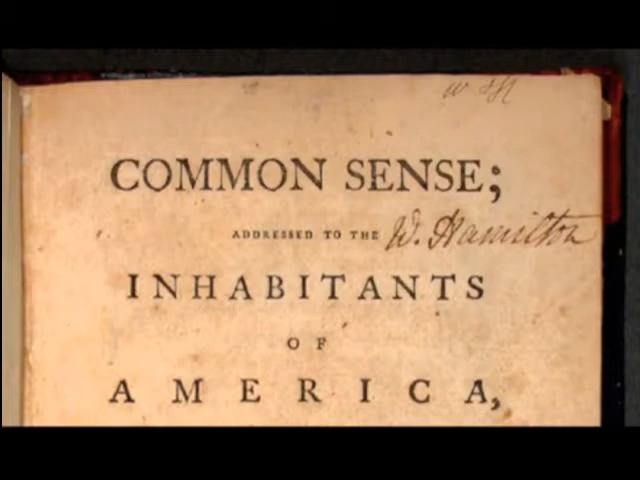 COMMON SENSE;
ADDRESSED TO THE W. Hamilton
INHABITANTS
OF
AMERICA,